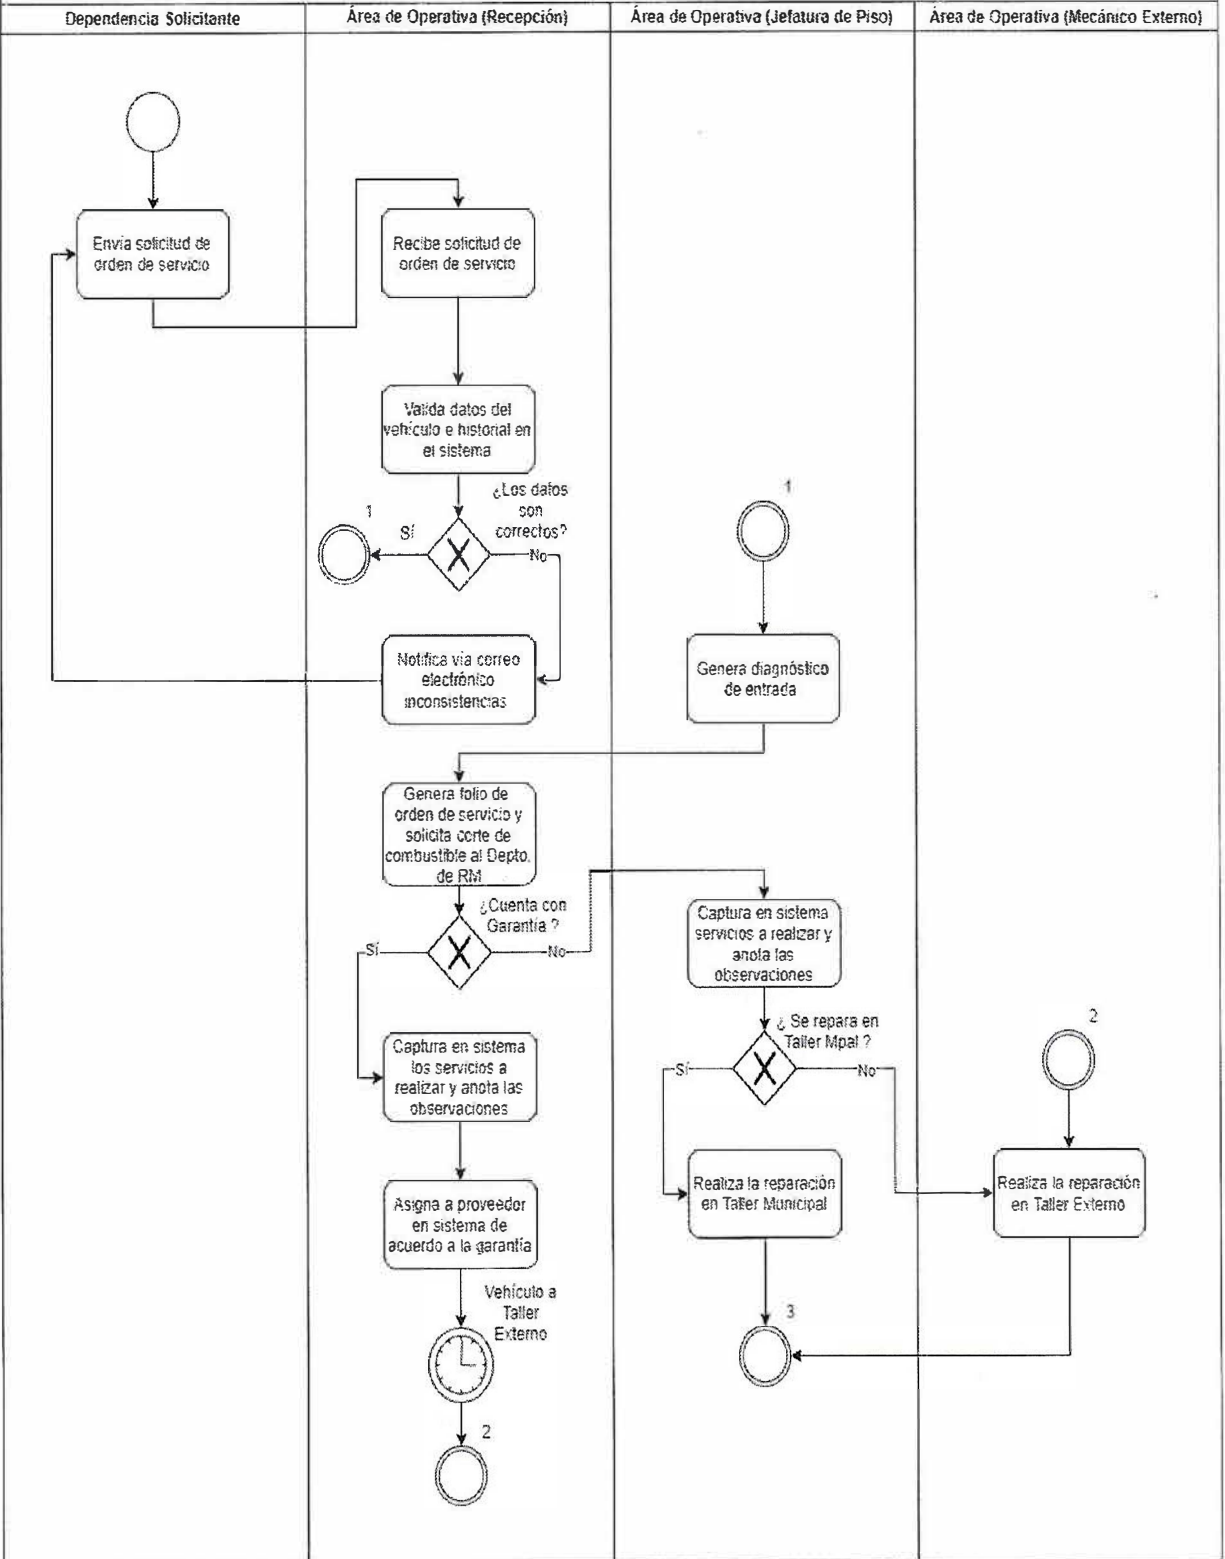 Dependencia Solicitante
Área de Operativa (Recepción)
Área de Operativa (Jefatura de Piso)
Área de Operativa (Mecánico Externo)
Envía solicitud de
orden de servicio
Recibe solicitud de
orden de servicio
Valida datos del
vehículo e historial en
el sistema
¿Los datos
son
correctos?
1
Sí
No
1
Notifica vía correo
electrónico
inconsistencias
Genera diagnóstico
de entrada
Genera folio de
orden de servicio y
solicita corte de
combustible al Depto.
de RM
¿Cuenta con
Garantía ?
Sí
No
Captura en sistema
servicios a realizar y
anota las
observaciones
¿ Se repara en
Taller Mpal ?
Sí
No
2
Captura en sistema
los servicios a
realizar y anota las
observaciones
Realiza la reparación
en Taller Municipal
Realiza la reparación
en Taller Externo
Asigna a proveedor
en sistema de
acuerdo a la garantía
Vehículo a
Taller
Externo
3
2